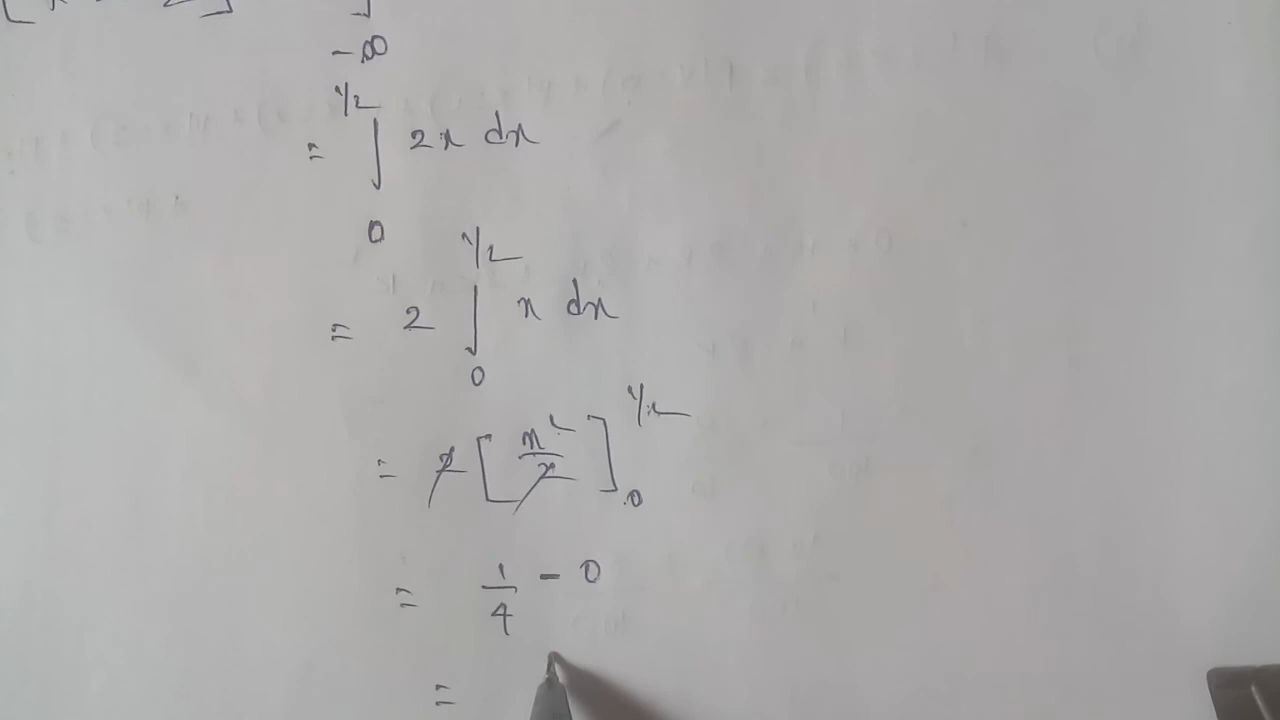 -∞
= ∫₀^{1/2} 2x dx
= 2 ∫₀^{1/2} x dx
= 2 [x²/2]₀^{1/2}
= 1/4 - 0
=